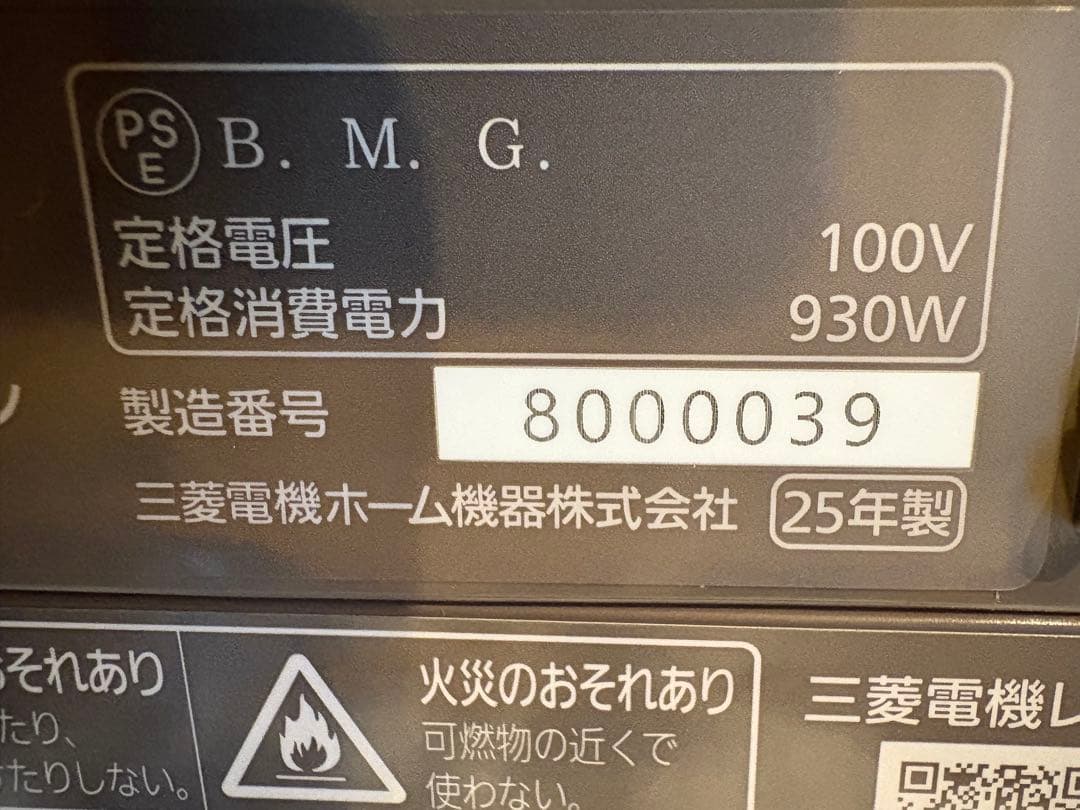 PS
E
B. M. G.
定格電圧 100V
定格消費電力 930W
製造番号 8000039
三菱電機ホーム機器株式会社 25年製
おそれあり
たり、
たりしない。
火災のおそれあり
可燃物の近くで
使わない。
三菱電機レ